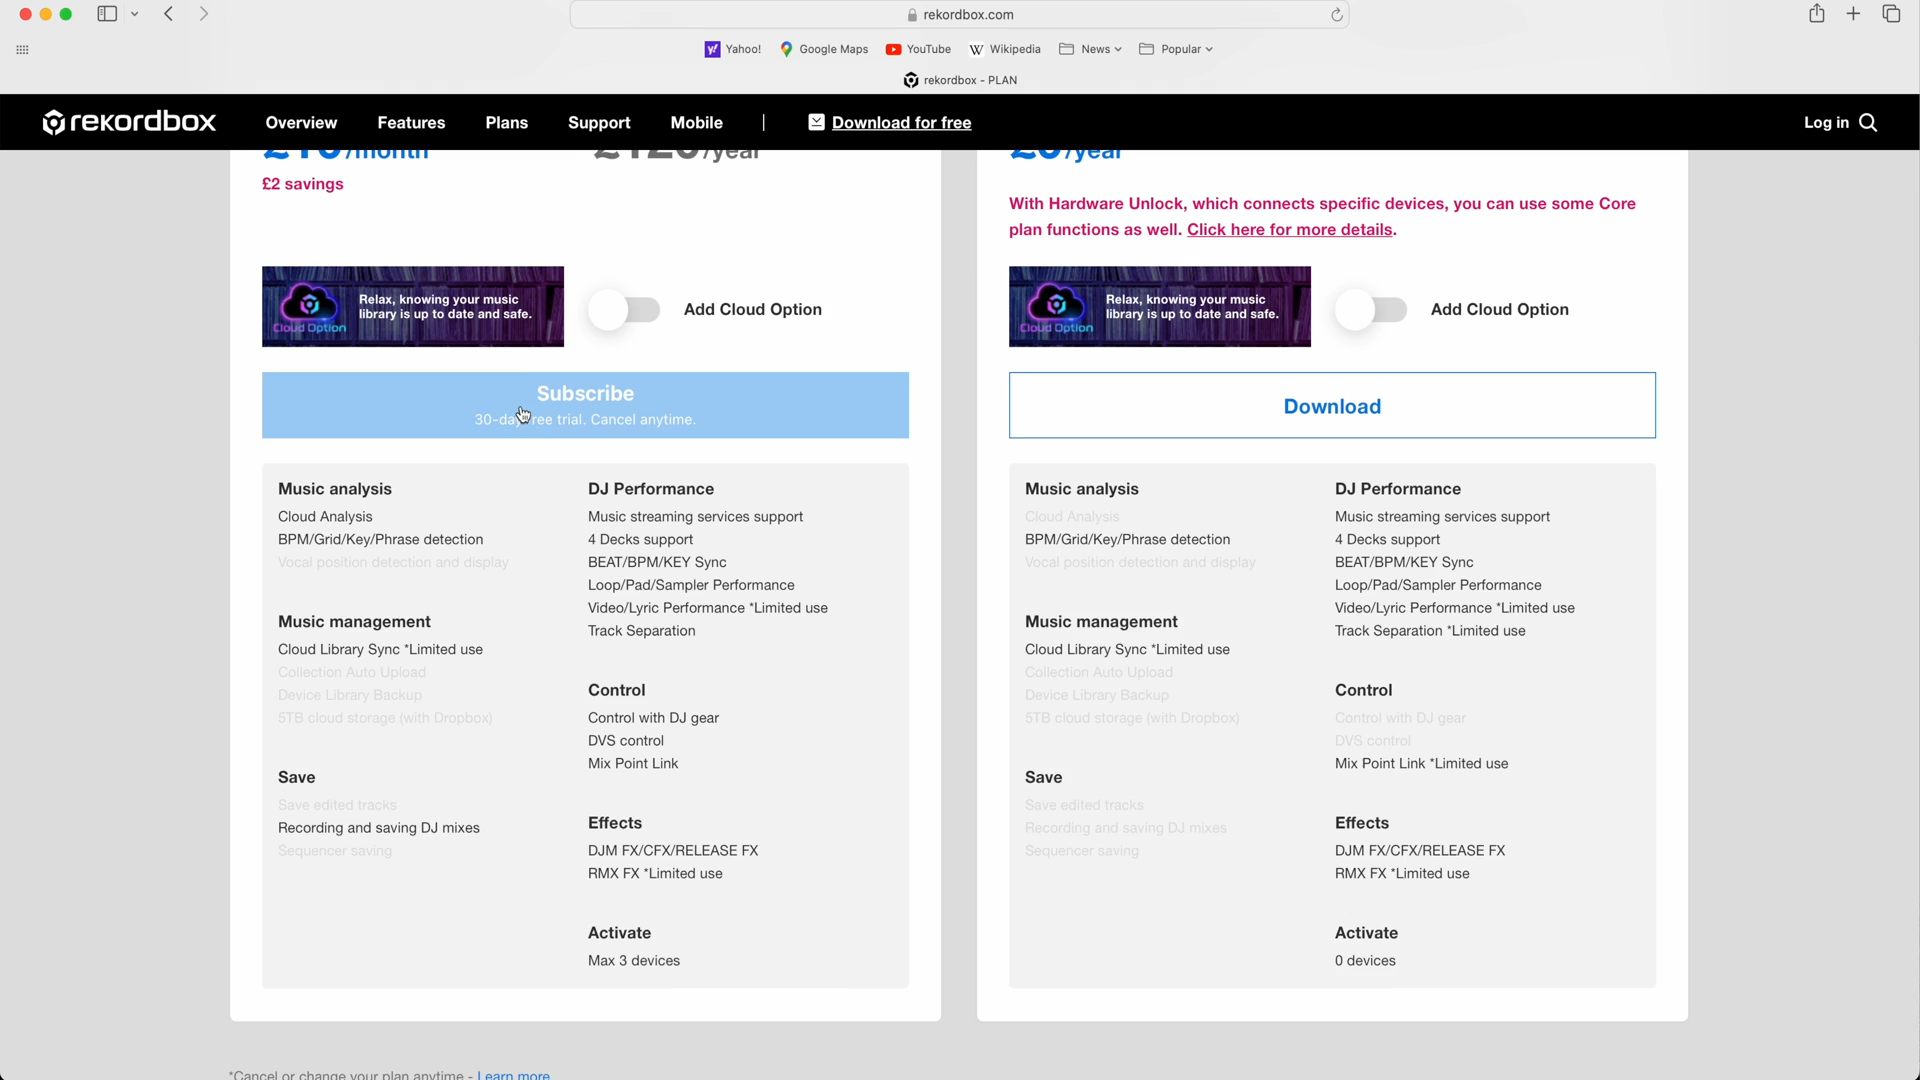 rekordbox.com
Yahoo!
Google Maps
YouTube
Wikipedia
News
Popular
rekordbox - PLAN
rekordbox
Overview
Features
Plans
Support
Mobile
Download for free
Log in
/month
/year
£2 savings
Relax, knowing your music
library is up to date and safe.
Cloud Option
Add Cloud Option
Subscribe
30-day free trial. Cancel anytime.
Music analysis
Cloud Analysis
BPM/Grid/Key/Phrase detection
Vocal position detection and display
Music management
Cloud Library Sync *Limited use
Collection Auto Upload
Device Library Backup
5TB cloud storage (with Dropbox)
Save
Save edited tracks
Recording and saving DJ mixes
Sequencer saving
DJ Performance
Music streaming services support
4 Decks support
BEAT/BPM/KEY Sync
Loop/Pad/Sampler Performance
Video/Lyric Performance *Limited use
Track Separation
Control
Control with DJ gear
DVS control
Mix Point Link
Effects
DJM FX/CFX/RELEASE FX
RMX FX *Limited use
Activate
Max 3 devices
/year
With Hardware Unlock, which connects specific devices, you can use some Core
plan functions as well. Click here for more details.
Relax, knowing your music
library is up to date and safe.
Cloud Option
Add Cloud Option
Download
Music analysis
Cloud Analysis
BPM/Grid/Key/Phrase detection
Vocal position detection and display
Music management
Cloud Library Sync *Limited use
Collection Auto Upload
Device Library Backup
5TB cloud storage (with Dropbox)
Save
Save edited tracks
Recording and saving DJ mixes
Sequencer saving
DJ Performance
Music streaming services support
4 Decks support
BEAT/BPM/KEY Sync
Loop/Pad/Sampler Performance
Video/Lyric Performance *Limited use
Track Separation *Limited use
Control
Control with DJ gear
DVS control
Mix Point Link *Limited use
Effects
DJM FX/CFX/RELEASE FX
RMX FX *Limited use
Activate
0 devices
*Cancel or change your plan anytime - Learn more